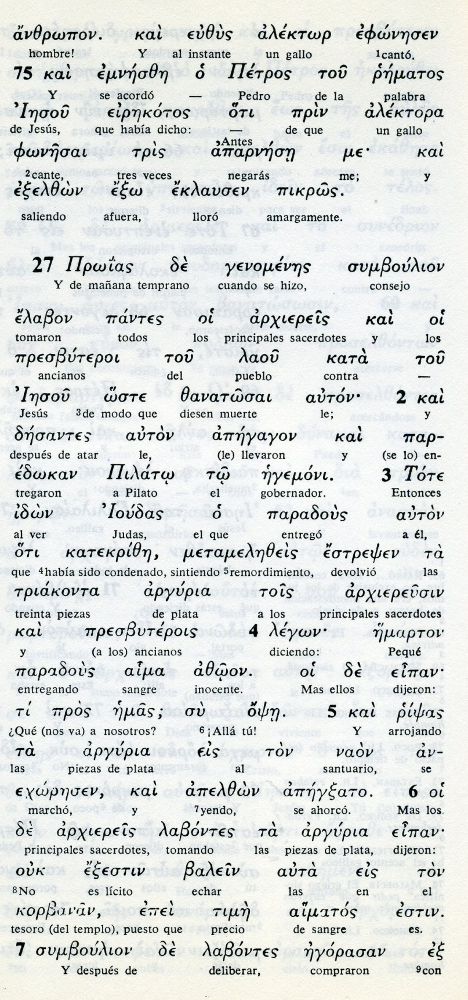 ἄνθρωπον. καὶ εὐθὺς ἀλέκτωρ ἐφώνησεν
hombre! Y al instante un gallo 1cantó.
75 καὶ ἐμνήσθη ὁ Πέτρος τοῦ ῥήματος
Y se acordó — Pedro de la palabra
Ἰησοῦ εἰρηκότος ὅτι πρὶν ἀλέκτορα
de Jesús, que había dicho: — de que un gallo
Antes
φωνῆσαι τρὶς ἀπαρνήσῃ με· καὶ
2cante, tres veces negarás me; y
ἐξελθὼν ἔξω ἔκλαυσεν πικρῶς.
saliendo afuera, lloró amargamente.
27 Πρωΐας δὲ γενομένης συμβούλιον
Y de mañana temprano cuando se hizo, consejo
ἔλαβον πάντες οἱ ἀρχιερεῖς καὶ οἱ
tomaron todos los principales sacerdotes y los
πρεσβύτεροι τοῦ λαοῦ κατὰ τοῦ
ancianos del pueblo contra —
Ἰησοῦ ὥστε θανατῶσαι αὐτόν· 2 καὶ
Jesús 3de modo que diesen muerte le; y
δήσαντες αὐτὸν ἀπήγαγον καὶ παρ-
después de atar le, (le) llevaron y (se lo) en-
έδωκαν Πιλάτῳ τῷ ἡγεμόνι. 3 Τότε
tregaron a Pilato el gobernador. Entonces
ἰδὼν Ἰούδας ὁ παραδοὺς αὐτὸν
al ver Judas, el que entregó a él,
ὅτι κατεκρίθη, μεταμεληθεὶς ἔστρεψεν τὰ
que 4había sido condenado, sintiendo 5remordimiento, devolvió las
τριάκοντα ἀργύρια τοῖς ἀρχιερεῦσιν
treinta piezas de plata a los principales sacerdotes
καὶ πρεσβυτέροις 4 λέγων· ἥμαρτον
y (a los) ancianos diciendo: Pequé
παραδοὺς αἷμα ἀθῷον. οἱ δὲ εἶπαν·
entregando sangre inocente. Mas ellos dijeron:
τί πρὸς ἡμᾶς; σὺ ὄψῃ. 5 καὶ ῥίψας
¿Qué (nos va) a nosotros? 6¡Allá tú! Y arrojando
τὰ ἀργύρια εἰς τὸν ναὸν ἀν-
las piezas de plata al santuario, se
εχώρησεν, καὶ ἀπελθὼν ἀπήγξατο. 6 οἱ
marchó, y 7yendo, se ahorcó. Mas los.
δὲ ἀρχιερεῖς λαβόντες τὰ ἀργύρια εἶπαν·
principales sacerdotes, tomando las piezas de plata, dijeron:
οὐκ ἔξεστιν βαλεῖν αὐτὰ εἰς τὸν
8No es lícito echar las en el
κορβανᾶν, ἐπεὶ τιμὴ αἵματός ἐστιν.
tesoro (del templo), puesto que precio de sangre es.
7 συμβούλιον δὲ λαβόντες ἠγόρασαν ἐξ
Y después de deliberar, compraron 9con